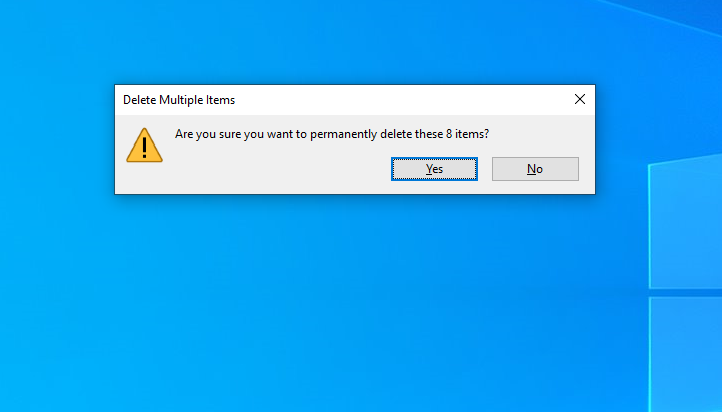 Delete Multiple Items
Are you sure you want to permanently delete these 8 items?
Yes
No